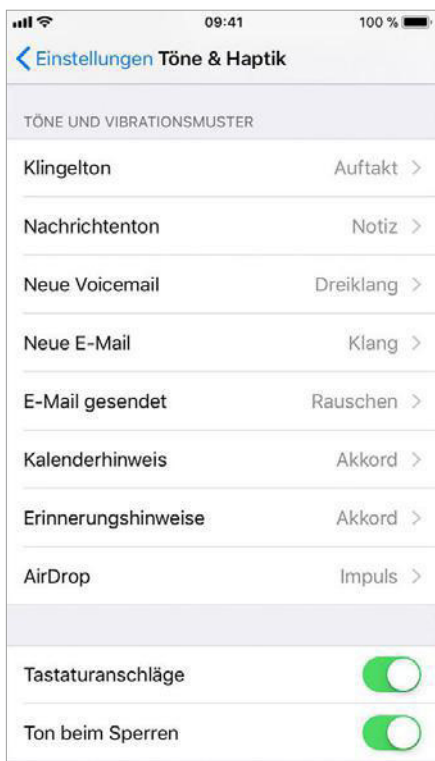 09:41 100 %
Einstellungen Töne & Haptik
TÖNE UND VIBRATIONSMUSTER
Klingelton Auftakt
Nachrichtenton Notiz
Neue Voicemail Dreiklang
Neue E-Mail Klang
E-Mail gesendet Rauschen
Kalenderhinweis Akkord
Erinnerungshinweise Akkord
AirDrop Impuls
Tastaturanschläge
Ton beim Sperren